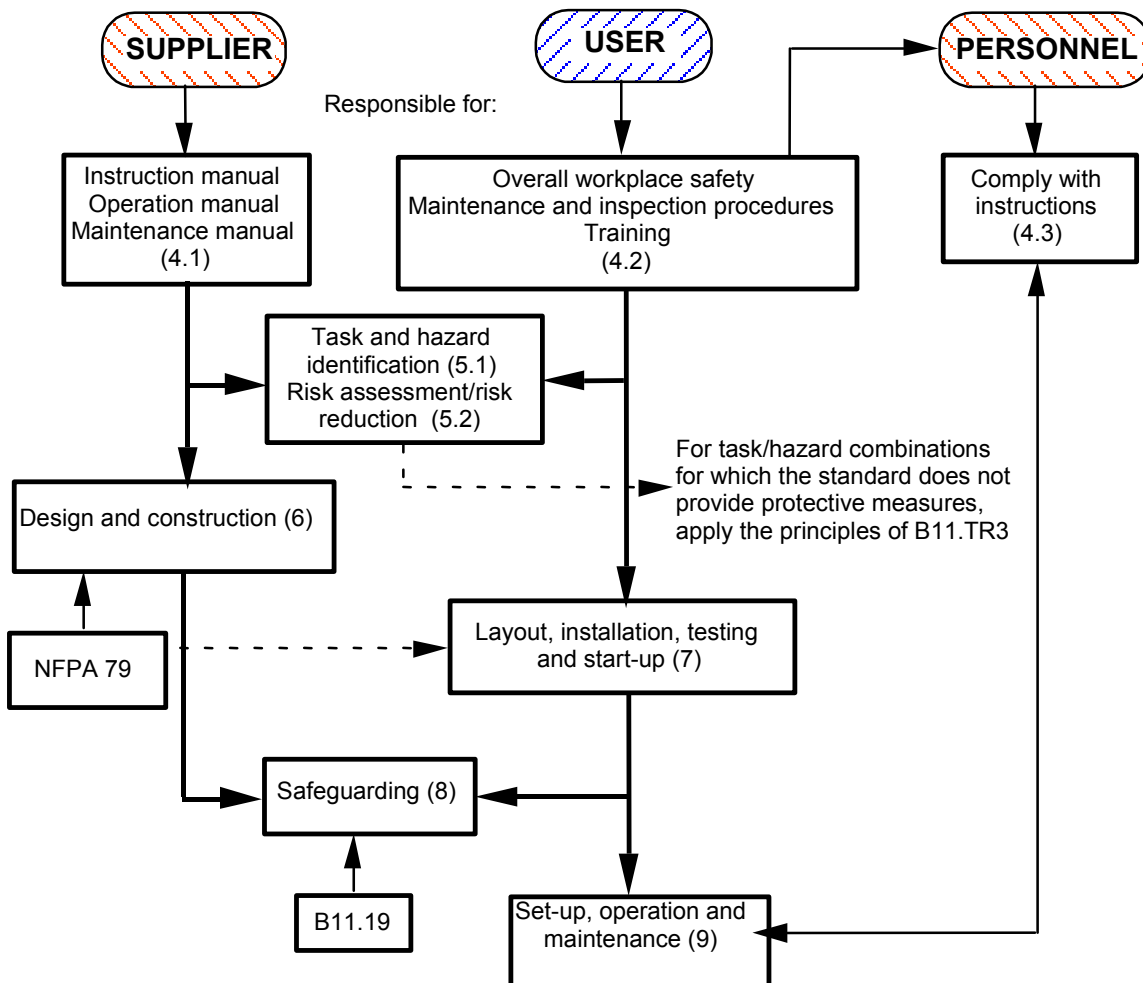 SUPPLIER
USER
PERSONNEL
Responsible for:
Instruction manual
Operation manual
Maintenance manual
(4.1)
Overall workplace safety
Maintenance and inspection procedures
Training
(4.2)
Comply with
instructions
(4.3)
Task and hazard
identification (5.1)
Risk assessment/risk
reduction (5.2)
For task/hazard combinations
for which the standard does not
provide protective measures,
apply the principles of B11.TR3
Design and construction (6)
NFPA 79
Layout, installation, testing
and start-up (7)
Safeguarding (8)
B11.19
Set-up, operation and
maintenance (9)